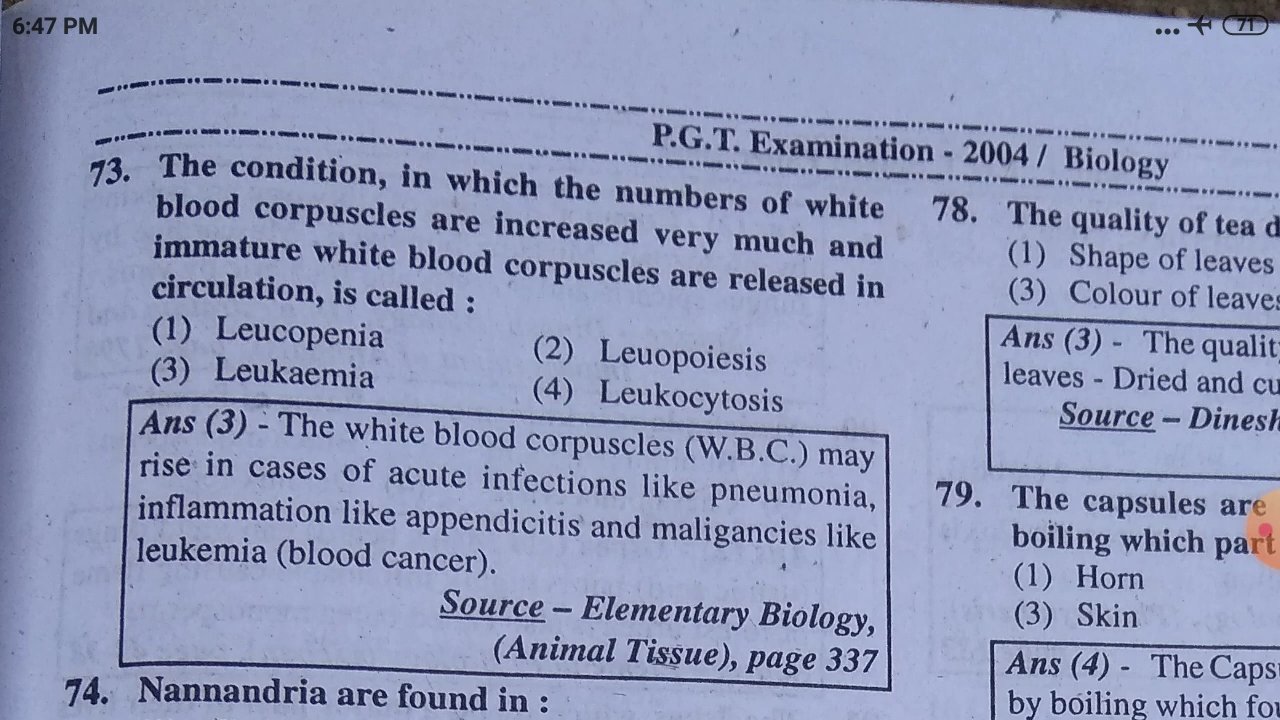 6:47 PM
71
P.G.T. Examination - 2004 / Biology
73. The condition, in which the numbers of white
blood corpuscles are increased very much and
immature white blood corpuscles are released in
circulation, is called :
(1) Leucopenia (2) Leuopoiesis
(3) Leukaemia (4) Leukocytosis
Ans (3) - The white blood corpuscles (W.B.C.) may
rise in cases of acute infections like pneumonia,
inflammation like appendicitis and maligancies like
leukemia (blood cancer).
Source – Elementary Biology,
(Animal Tissue), page 337
74. Nannandria are found in :
78. The quality of tea
(1) Shape of leaves
(3) Colour of leaves
Ans (3) - The
leaves - Dried and
Source – Dinesh
79. The capsules are
boiling which part
(1) Horn
(3) Skin
Ans (4) - The
by boiling which